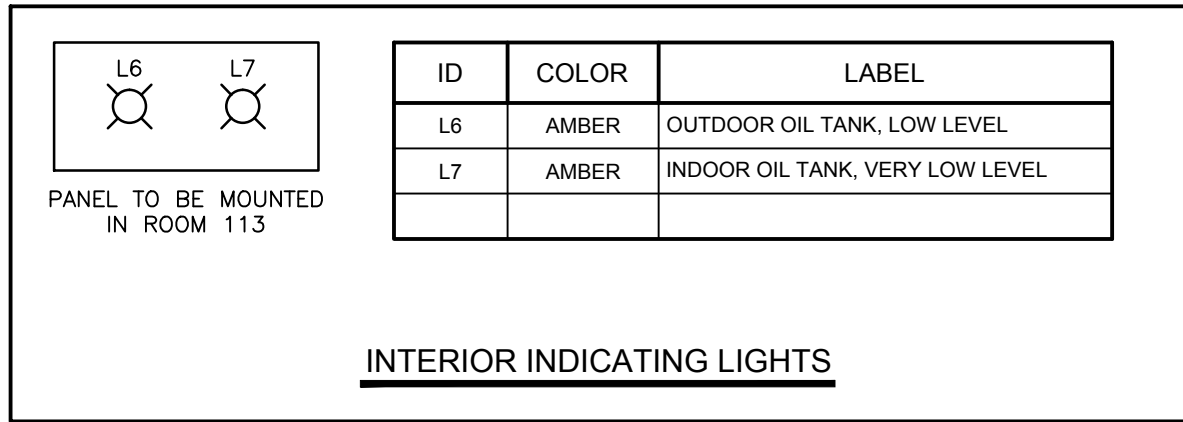 L6 L7
PANEL TO BE MOUNTED
IN ROOM 113
ID COLOR LABEL
L6 AMBER OUTDOOR OIL TANK, LOW LEVEL
L7 AMBER INDOOR OIL TANK, VERY LOW LEVEL
INTERIOR INDICATING LIGHTS